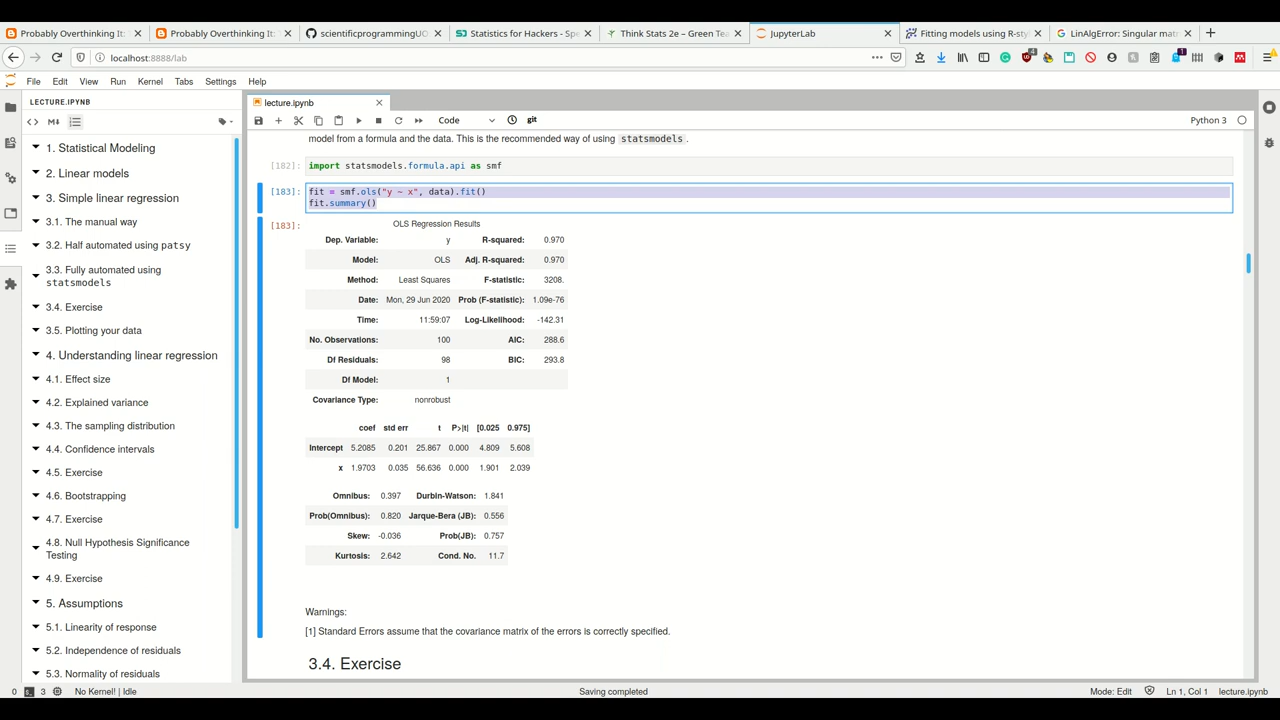 Probably Overthinking It:
Probably Overthinking It:
scientificprogrammingUO
Statistics for Hackers - Spe
Think Stats 2e – Green Tea
JupyterLab
Fitting models using R-sty
LinAlgError: Singular matr
localhost:8888/lab
File Edit View Run Kernel Tabs Settings Help
LECTURE.IPYNB
1. Statistical Modeling
2. Linear models
3. Simple linear regression
3.1. The manual way
3.2. Half automated using patsy
3.3. Fully automated using
statsmodels
3.4. Exercise
3.5. Plotting your data
4. Understanding linear regression
4.1. Effect size
4.2. Explained variance
4.3. The sampling distribution
4.4. Confidence intervals
4.5. Exercise
4.6. Bootstrapping
4.7. Exercise
4.8. Null Hypothesis Significance
Testing
4.9. Exercise
5. Assumptions
5.1. Linearity of response
5.2. Independence of residuals
5.3. Normality of residuals
lecture.ipynb
Code git Python 3
model from a formula and the data. This is the recommended way of using statsmodels .
[182]: import statsmodels.formula.api as smf
[183]: fit = smf.ols("y ~ x", data).fit()
fit.summary()
[183]: OLS Regression Results
Dep. Variable: y R-squared: 0.970
Model: OLS Adj. R-squared: 0.970
Method: Least Squares F-statistic: 3208.
Date: Mon, 29 Jun 2020 Prob (F-statistic): 1.09e-76
Time: 11:59:07 Log-Likelihood: -142.31
No. Observations: 100 AIC: 288.6
Df Residuals: 98 BIC: 293.8
Df Model: 1
Covariance Type: nonrobust
coef std err t P>|t| [0.025 0.975]
Intercept 5.2085 0.201 25.867 0.000 4.809 5.608
x 1.9703 0.035 56.636 0.000 1.901 2.039
Omnibus: 0.397 Durbin-Watson: 1.841
Prob(Omnibus): 0.820 Jarque-Bera (JB): 0.556
Skew: -0.036 Prob(JB): 0.757
Kurtosis: 2.642 Cond. No. 11.7
Warnings:
[1] Standard Errors assume that the covariance matrix of the errors is correctly specified.
3.4. Exercise
0 3 No Kernel! | Idle Saving completed Mode: Edit Ln 1, Col 1 lecture.ipynb